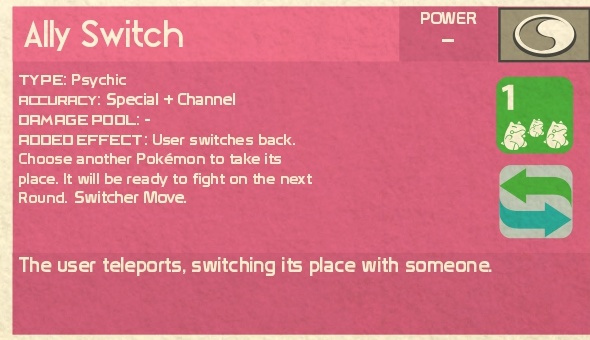 Ally Switch
POWER
–
TYPE: Psychic
ACCURACY: Special + Channel
DAMAGE POOL: -
ADDED EFFECT: User switches back.
Choose another Pokémon to take its
place. It will be ready to fight on the next
Round. Switcher Move.
1
The user teleports, switching its place with someone.